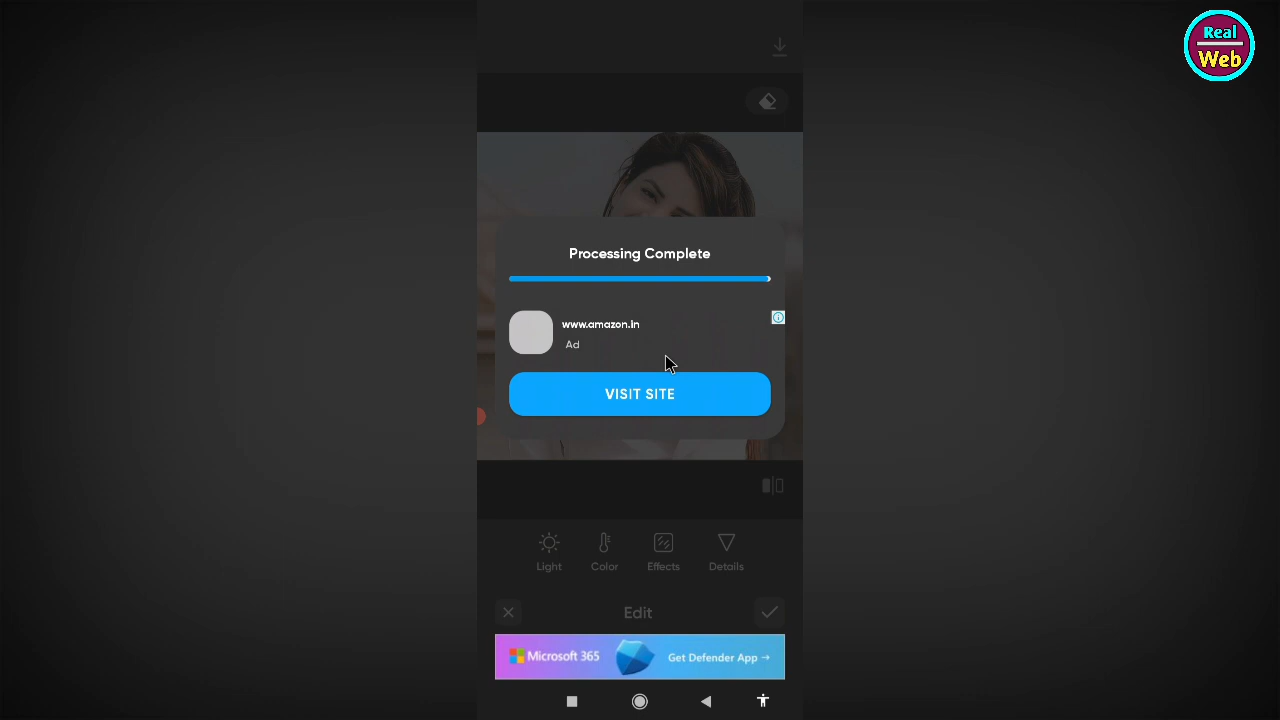 Real
Web
Processing Complete
www.amazon.in
Ad
VISIT SITE
Light
Color
Effects
Details
Edit
Microsoft 365
Get Defender App →